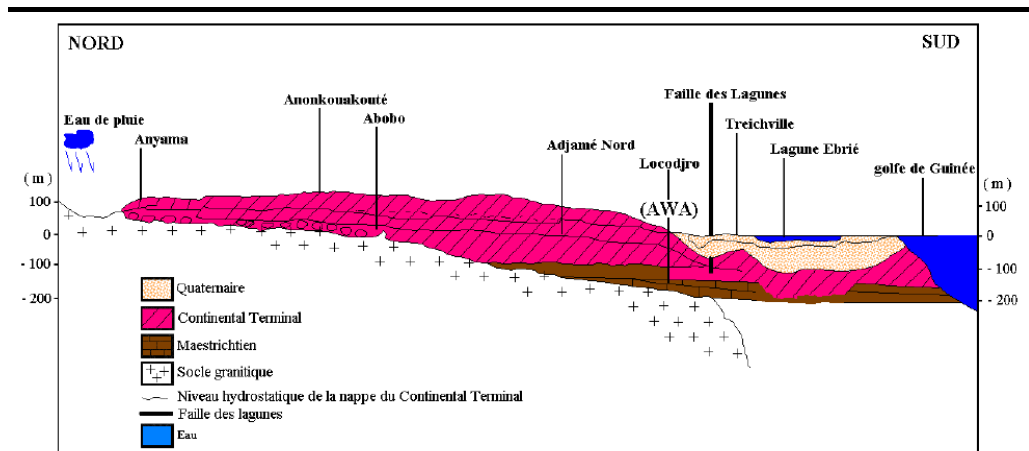 NORD
SUD
Faille des Lagunes
Anonkouakouté
Eau de pluie
Abobo
Treichville
Anyama
Adjamé Nord
Lagune Ebrié
Locodjro
golfe de Guinée
( m )
( m )
(AWA)
100
100
0
0
- 100
- 100
- 200
- 200
Quaternaire
Continental Terminal
Maestrichtien
Socle granitique
Niveau hydrostatique de la nappe du Continental Terminal
Faille des lagunes
Eau